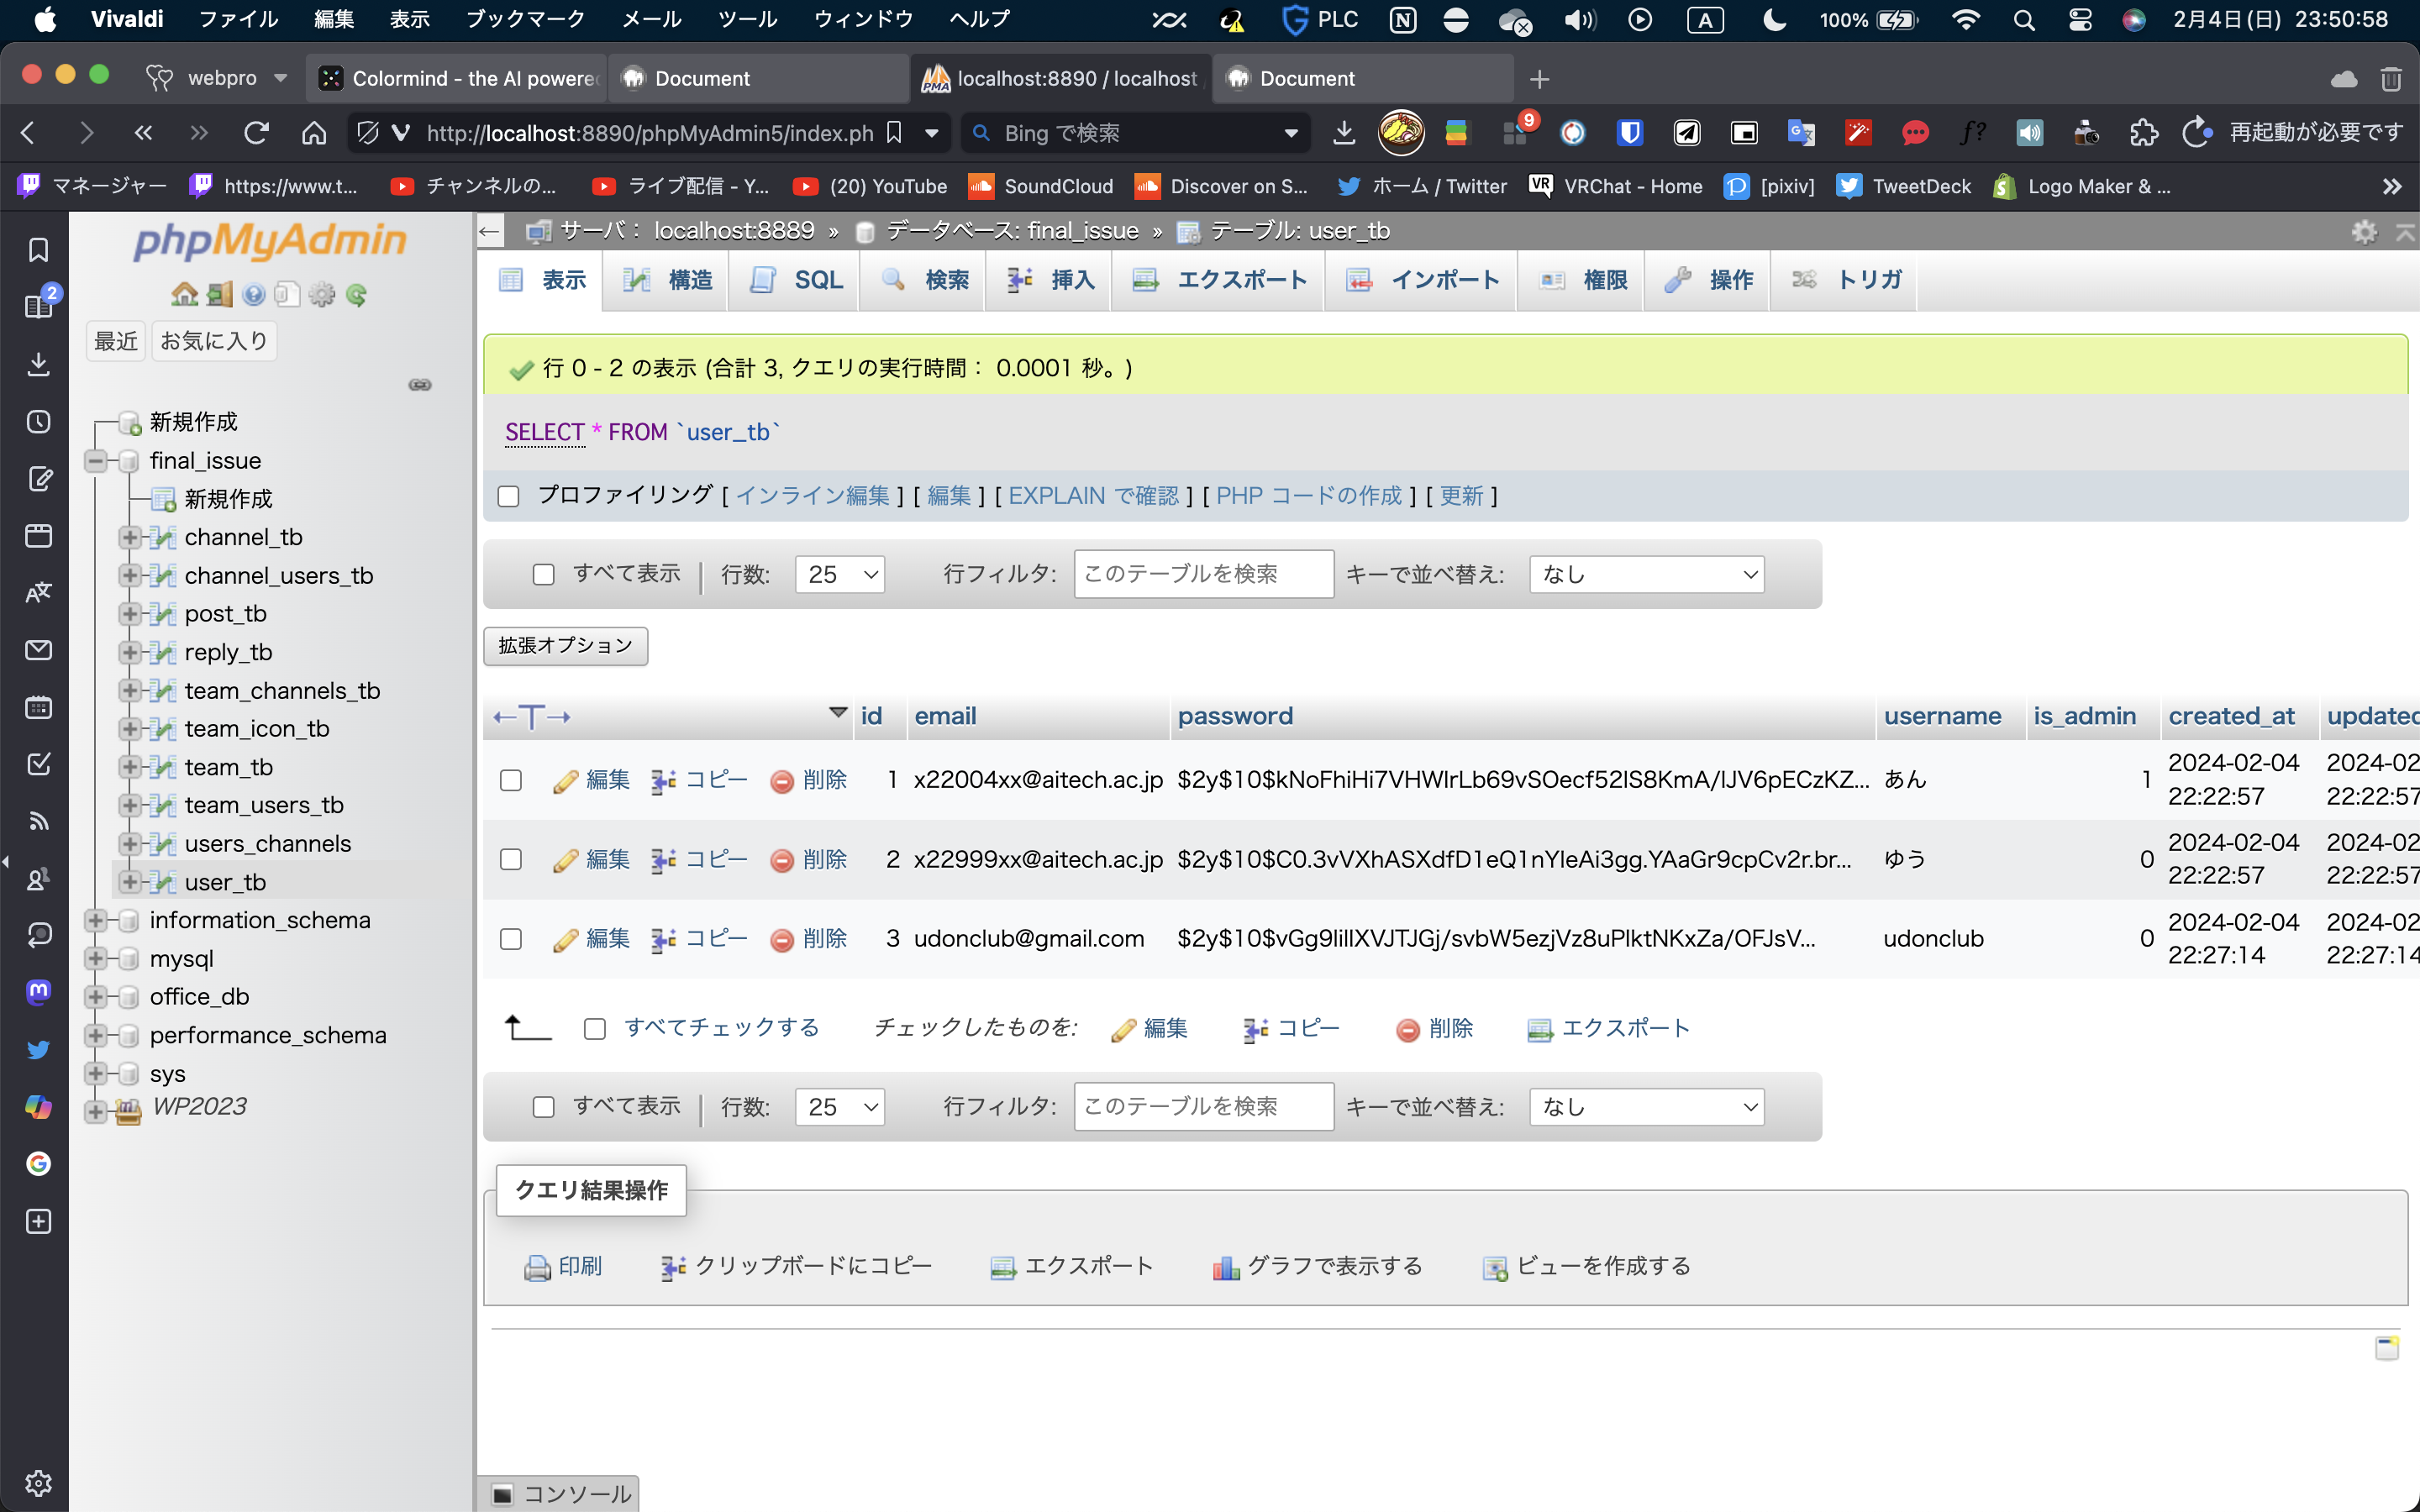 Vivaldi ファイル 編集 表示 ブックマーク メール ツール ウィンドウ ヘルプ PLC A 100% 2月4日(日) 23:50:58
webpro Colormind - the AI powere Document localhost:8890 / localhost Document
http://localhost:8890/phpMyAdmin5/index.ph Bing で検索 9 再起動が必要です
マネージャー https://www.t... チャンネルの... ライブ配信 - Y... (20) YouTube SoundCloud Discover on S... ホーム / Twitter VRChat - Home [pixiv] TweetDeck Logo Maker & ...
2
phpMyAdmin
最近 お気に入り
新規作成
final_issue
新規作成
channel_tb
channel_users_tb
post_tb
reply_tb
team_channels_tb
team_icon_tb
team_tb
team_users_tb
users_channels
user_tb
information_schema
mysql
office_db
performance_schema
sys
WP2023
サーバ: localhost:8889 » データベース: final_issue » テーブル: user_tb
表示 構造 SQL 検索 挿入 エクスポート インポート 権限 操作 トリガ
行 0 - 2 の表示 (合計 3, クエリの実行時間: 0.0001 秒。)
SELECT * FROM `user_tb`
プロファイリング [ インライン編集 ] [ 編集 ] [ EXPLAIN で確認 ] [ PHP コードの作成 ] [ 更新 ]
すべて表示 行数: 25 行フィルタ: このテーブルを検索 キーで並べ替え: なし
拡張オプション
id email password username is_admin created_at updated
編集 コピー 削除 1 x22004xx@aitech.ac.jp $2y$10$kNoFhiHi7VHWIrLb69vSOecf52lS8KmA/lJV6pECzKZ... あん 1 2024-02-04 22:22:57 2024-02 22:22:57
編集 コピー 削除 2 x22999xx@aitech.ac.jp $2y$10$C0.3vVXhASXdfD1eQ1nYleAi3gg.YAaGr9cpCv2r.br... ゆう 0 2024-02-04 22:22:57 2024-02 22:22:57
編集 コピー 削除 3 udonclub@gmail.com $2y$10$vGg9lillXVJTJGj/svbW5ezjVz8uPlktNKxZa/OFJsV... udonclub 0 2024-02-04 22:27:14 2024-02 22:27:14
すべてチェックする チェックしたものを: 編集 コピー 削除 エクスポート
すべて表示 行数: 25 行フィルタ: このテーブルを検索 キーで並べ替え: なし
クエリ結果操作
印刷 クリップボードにコピー エクスポート グラフで表示する ビューを作成する
コンソール